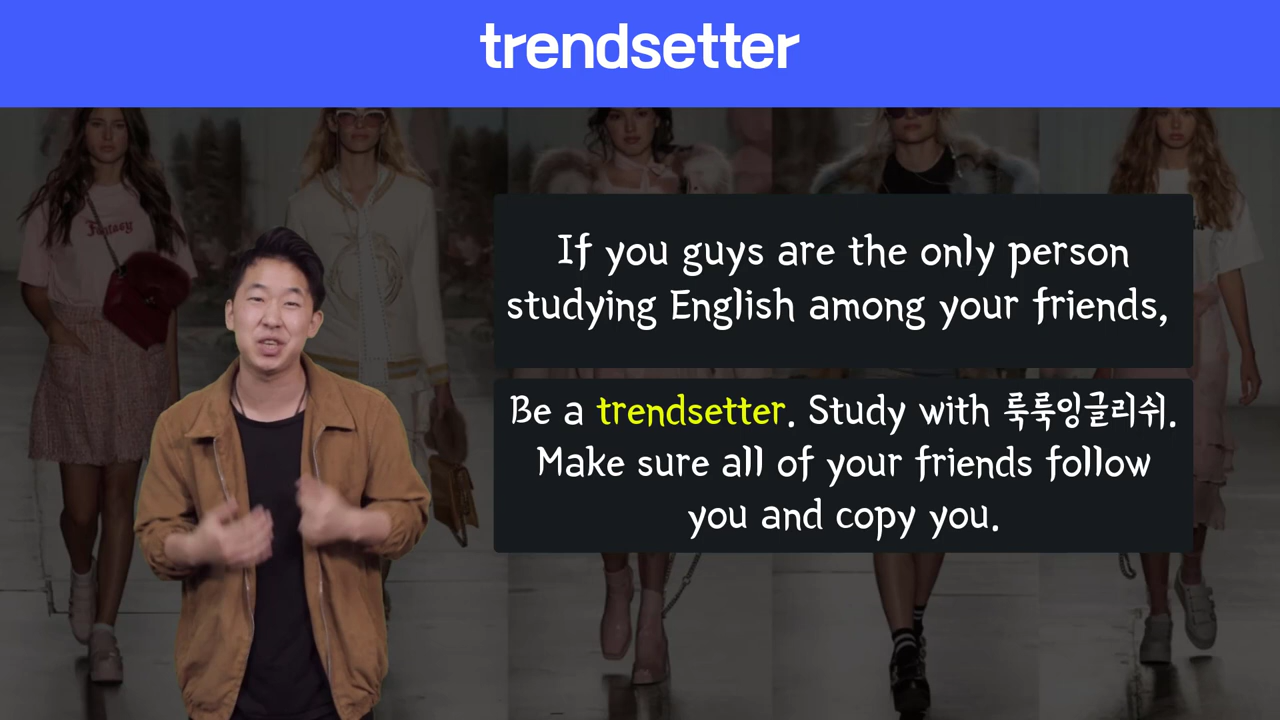 trendsetter
Fantasy
If you guys are the only person
studying English among your friends,
Be a trendsetter. Study with 룩룩잉글리쉬.
Make sure all of your friends follow
you and copy you.